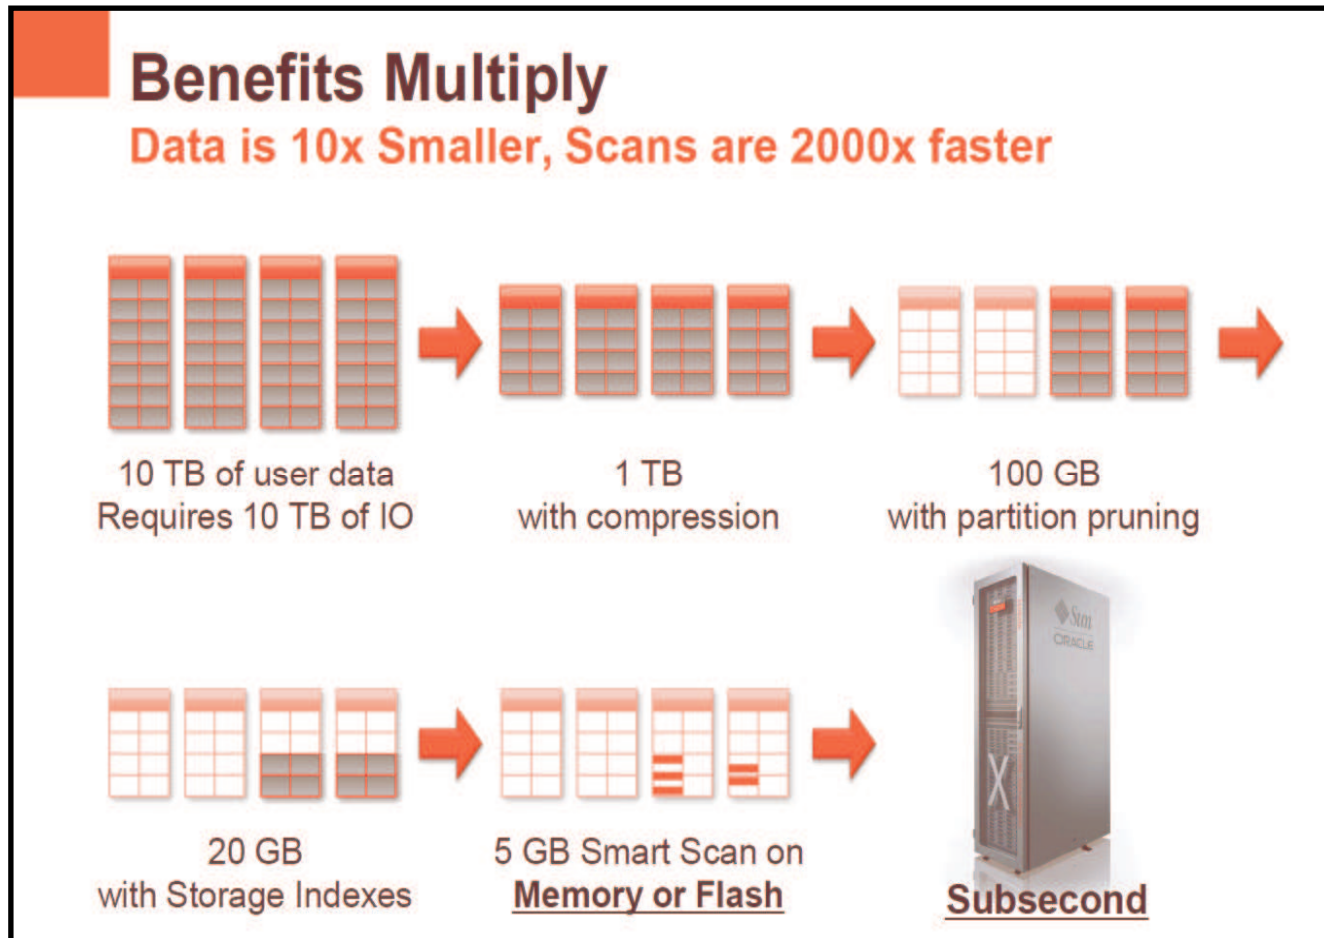 Benefits Multiply
Data is 10x Smaller, Scans are 2000x faster
10 TB of user data
Requires 10 TB of IO
1 TB
with compression
100 GB
with partition pruning
Sun
ORACLE
X
20 GB
with Storage Indexes
5 GB Smart Scan on
Memory or Flash
Subsecond